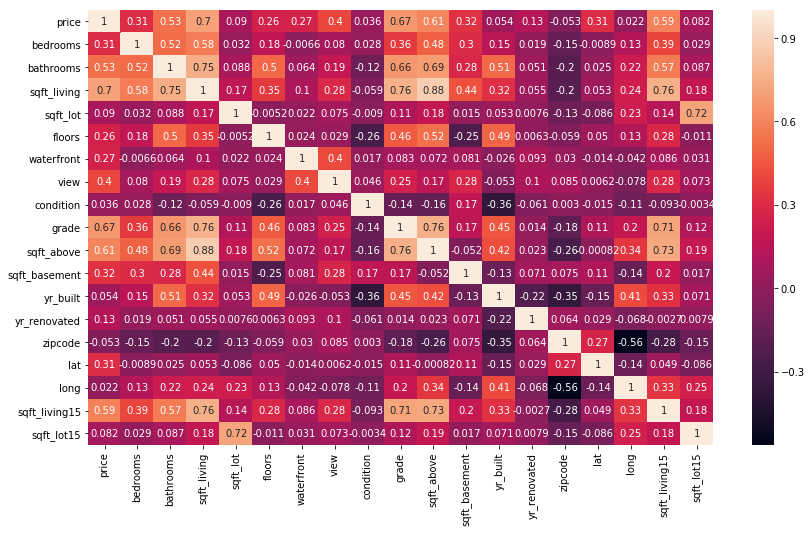 price 1 0.31 0.53 0.7 0.09 0.26 0.27 0.4 0.036 0.67 0.61 0.32 0.054 0.13 -0.053 0.31 0.022 0.59 0.082
0.9
bedrooms 0.31 1 0.52 0.58 0.032 0.18 -0.0066 0.08 0.028 0.36 0.48 0.3 0.15 0.019 -0.15 -0.0089 0.13 0.39 0.029
bathrooms 0.53 0.52 1 0.75 0.088 0.5 0.064 0.19 -0.12 0.66 0.69 0.28 0.51 0.051 -0.2 0.025 0.22 0.57 0.087
sqft_living 0.7 0.58 0.75 1 0.17 0.35 0.1 0.28 -0.059 0.76 0.88 0.44 0.32 0.055 -0.2 0.053 0.24 0.76 0.18
sqft_lot 0.09 0.032 0.088 0.17 1 -0.0052 0.022 0.075 -0.009 0.11 0.18 0.015 0.053 0.0076 -0.13 -0.086 0.23 0.14 0.72
0.6
floors 0.26 0.18 0.5 0.35 -0.0052 1 0.024 0.029 -0.26 0.46 0.52 -0.25 0.49 0.0063 -0.059 0.05 0.13 0.28 -0.011
waterfront 0.27 -0.0066 0.064 0.1 0.022 0.024 1 0.4 0.017 0.083 0.072 0.081 -0.026 0.093 0.03 -0.014 -0.042 0.086 0.031
view 0.4 0.08 0.19 0.28 0.075 0.029 0.4 1 0.046 0.25 0.17 0.28 -0.053 0.1 0.085 0.0062 -0.078 0.28 0.073
condition 0.036 0.028 -0.12 -0.059 -0.009 -0.26 0.017 0.046 1 -0.14 -0.16 0.17 -0.36 -0.061 0.003 -0.015 -0.11 -0.093 -0.0034
0.3
grade 0.67 0.36 0.66 0.76 0.11 0.46 0.083 0.25 -0.14 1 0.76 0.17 0.45 0.014 -0.18 0.11 0.2 0.71 0.12
sqft_above 0.61 0.48 0.69 0.88 0.18 0.52 0.072 0.17 -0.16 0.76 1 -0.052 0.42 0.023 -0.26 0.34 0.73 0.19
sqft_basement 0.32 0.3 0.28 0.44 0.015 -0.25 0.081 0.28 0.17 0.17 -0.052 1 -0.13 0.071 0.075 0.11 -0.14 0.2 0.017
0.0
yr_built 0.054 0.15 0.51 0.32 0.053 0.49 -0.026 -0.053 -0.36 0.45 0.42 -0.13 1 -0.22 -0.35 -0.15 0.41 0.33 0.071
yr_renovated 0.13 0.019 0.051 0.055 0.0076 0.0063 0.093 0.1 -0.061 0.014 0.023 0.071 -0.22 1 0.064 0.029 -0.068 -0.0027 0.0079
zipcode -0.053 -0.15 -0.2 -0.2 -0.13 -0.059 0.03 0.085 0.003 -0.18 -0.26 0.075 -0.35 0.064 1 0.27 -0.56 -0.28 -0.15
lat 0.31 -0.0089 0.025 0.053 -0.086 0.05 -0.014 0.0062 -0.015 0.11 0.11 -0.15 0.029 0.27 1 -0.14 0.049 -0.086
-0.3
long 0.022 0.13 0.22 0.24 0.23 0.13 -0.042 -0.078 -0.11 0.2 0.34 -0.14 0.41 -0.068 -0.56 -0.14 1 0.33 0.25
sqft_living15 0.59 0.39 0.57 0.76 0.14 0.28 0.086 0.28 -0.093 0.71 0.73 0.2 0.33 -0.0027 -0.28 0.049 0.33 1 0.18
sqft_lot15 0.082 0.029 0.087 0.18 0.72 -0.011 0.031 0.073 -0.0034 0.12 0.19 0.017 0.071 0.0079 -0.15 -0.086 0.25 0.18 1
price
bedrooms
bathrooms
sqft_living
sqft_lot
floors
waterfront
view
condition
grade
sqft_above
sqft_basement
yr_built
yr_renovated
zipcode
lat
long
sqft_living15
sqft_lot15